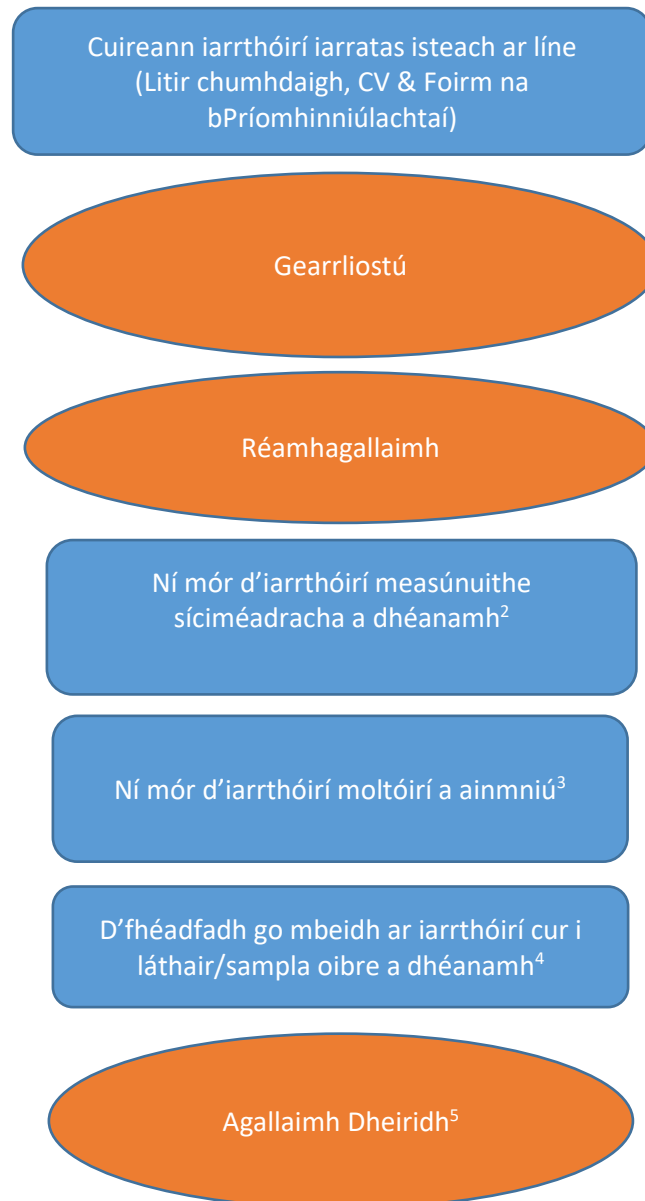 Cuireann iarrthóirí iarratas isteach ar líne
(Litir chumhdaigh, CV & Foirm na
bPríomhinniúlachtaí)
Gearrliostú
Réamhagallaimh
Ní mór d’iarrthóirí measúnuithe
síciméadracha a dhéanamh²
Ní mór d’iarrthóirí moltóirí a ainmniú³
D’fhéadfadh go mbeidh ar iarrthóirí cur i
láthair/sampla oibre a dhéanamh⁴
Agallaimh Dheiridh⁵